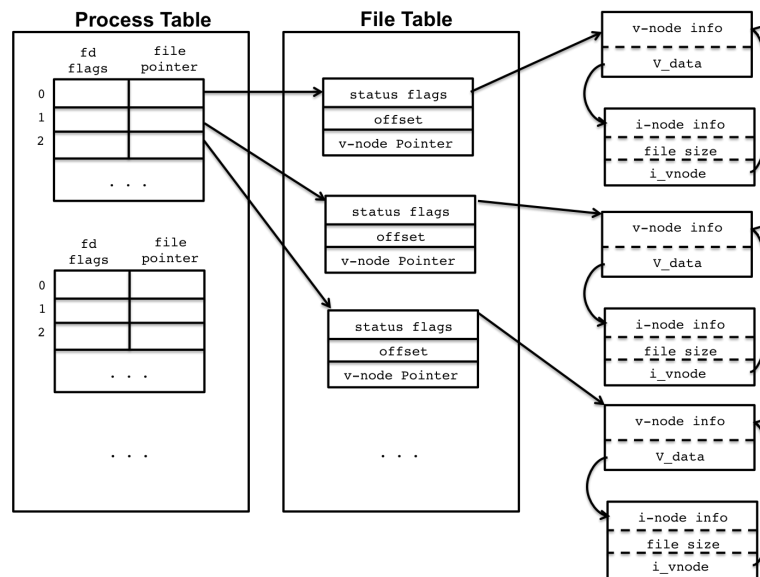 Process Table
fd flags
file pointer
0
1
2
. . .
fd flags
file pointer
0
1
2
. . .
. . .
File Table
status flags
offset
v-node Pointer
status flags
offset
v-node Pointer
status flags
offset
v-node Pointer
. . .
v-node info
V_data
i-node info
file size
i_vnode
v-node info
V_data
i-node info
file size
i_vnode
v-node info
V_data
i-node info
file size
i_vnode